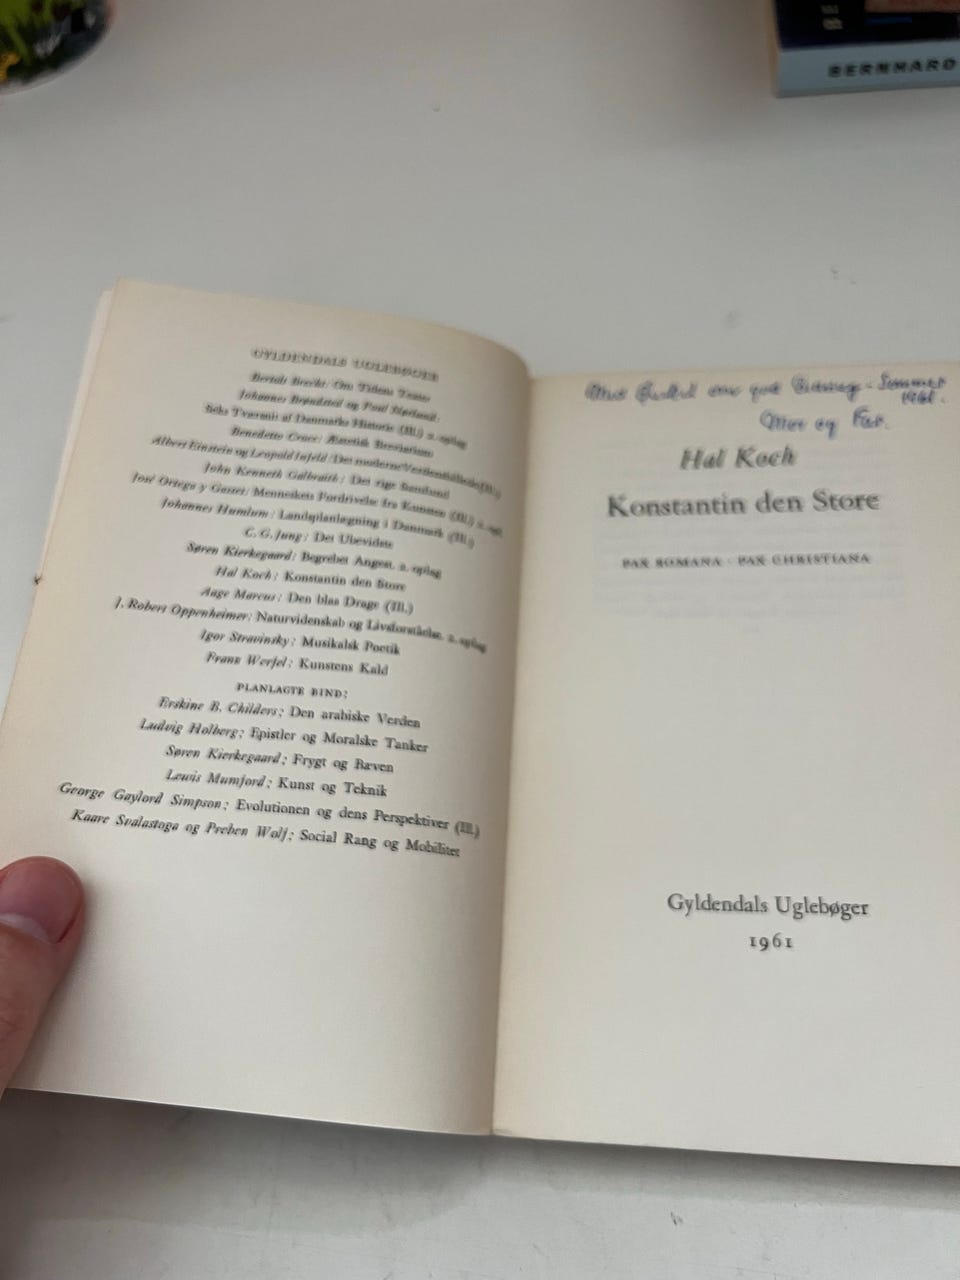 BERNHARD
GYLDENDALS UGLEBØGER
Bertolt Brecht: Om Tidens Teater
Johannes Brøndsted og Poul Nørlund:
Seks Tværsnit af Danmarks Historie (Ill.) 2. oplag
Benedetto Croce: Æstetisk Breviarium
Albert Einstein og Leopold Infeld: Det moderne Verdensbillede (Ill.)
John Kenneth Galbraith: Det rige Samfund
José Ortega y Gasset: Menneskets Fordrivelse fra Kunsten (Ill.) 2. opl.
Johannes Humlum: Landsplanlægning i Danmark (Ill.)
C. G. Jung: Det Ubevidste
Søren Kierkegaard: Begrebet Angest. 2. oplag
Hal Koch: Konstantin den Store
Aage Marcus: Den blaa Drage (Ill.)
J. Robert Oppenheimer: Naturvidenskab og Livsforståelse. 2. oplag
Igor Stravinsky: Musikalsk Poetik
Franz Werfel: Kunstens Kald
PLANLAGTE BIND:
Erskine B. Childers: Den arabiske Verden
Ludvig Holberg: Epistler og Moralske Tanker
Søren Kierkegaard: Frygt og Bæven
Lewis Mumford: Kunst og Teknik
George Gaylord Simpson: Evolutionen og dens Perspektiver (Ill.)
Kaare Svalastoga og Preben Wolf: Social Rang og Mobilitet
Sommer
1961.
Mor og Far.
Hal Koch
Konstantin den Store
PAX ROMANA · PAX CHRISTIANA
Gyldendals Uglebøger
1961